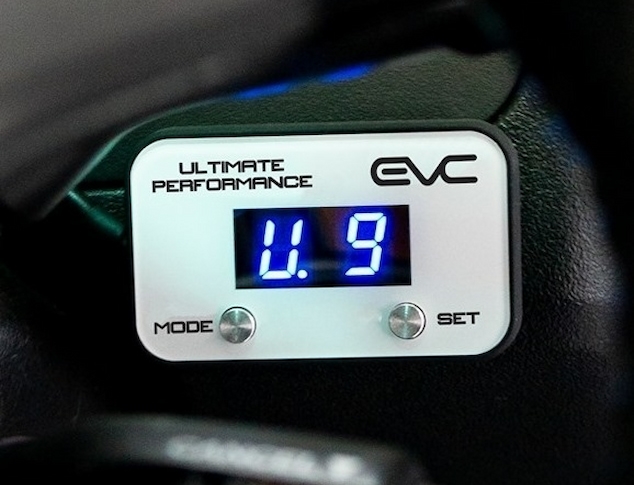 ULTIMATE
PERFORMANCE
EVC
U. 9
MODE
SET